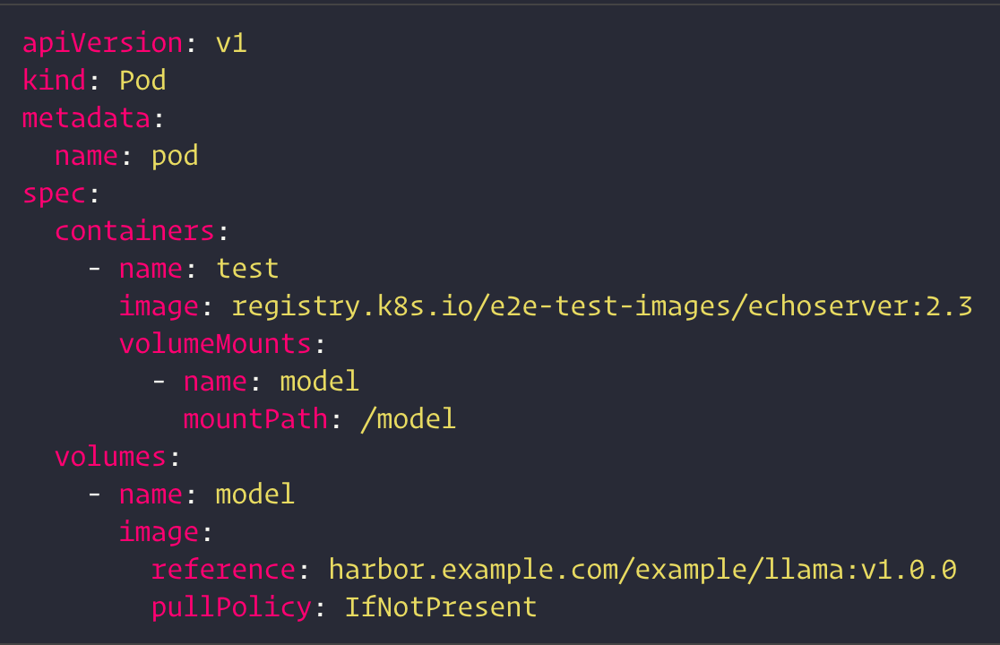 apiVersion: v1
kind: Pod
metadata:
  name: pod
spec:
  containers:
    - name: test
      image: registry.k8s.io/e2e-test-images/echoserver:2.3
      volumeMounts:
        - name: model
          mountPath: /model
  volumes:
    - name: model
      image:
        reference: harbor.example.com/example/llama:v1.0.0
        pullPolicy: IfNotPresent